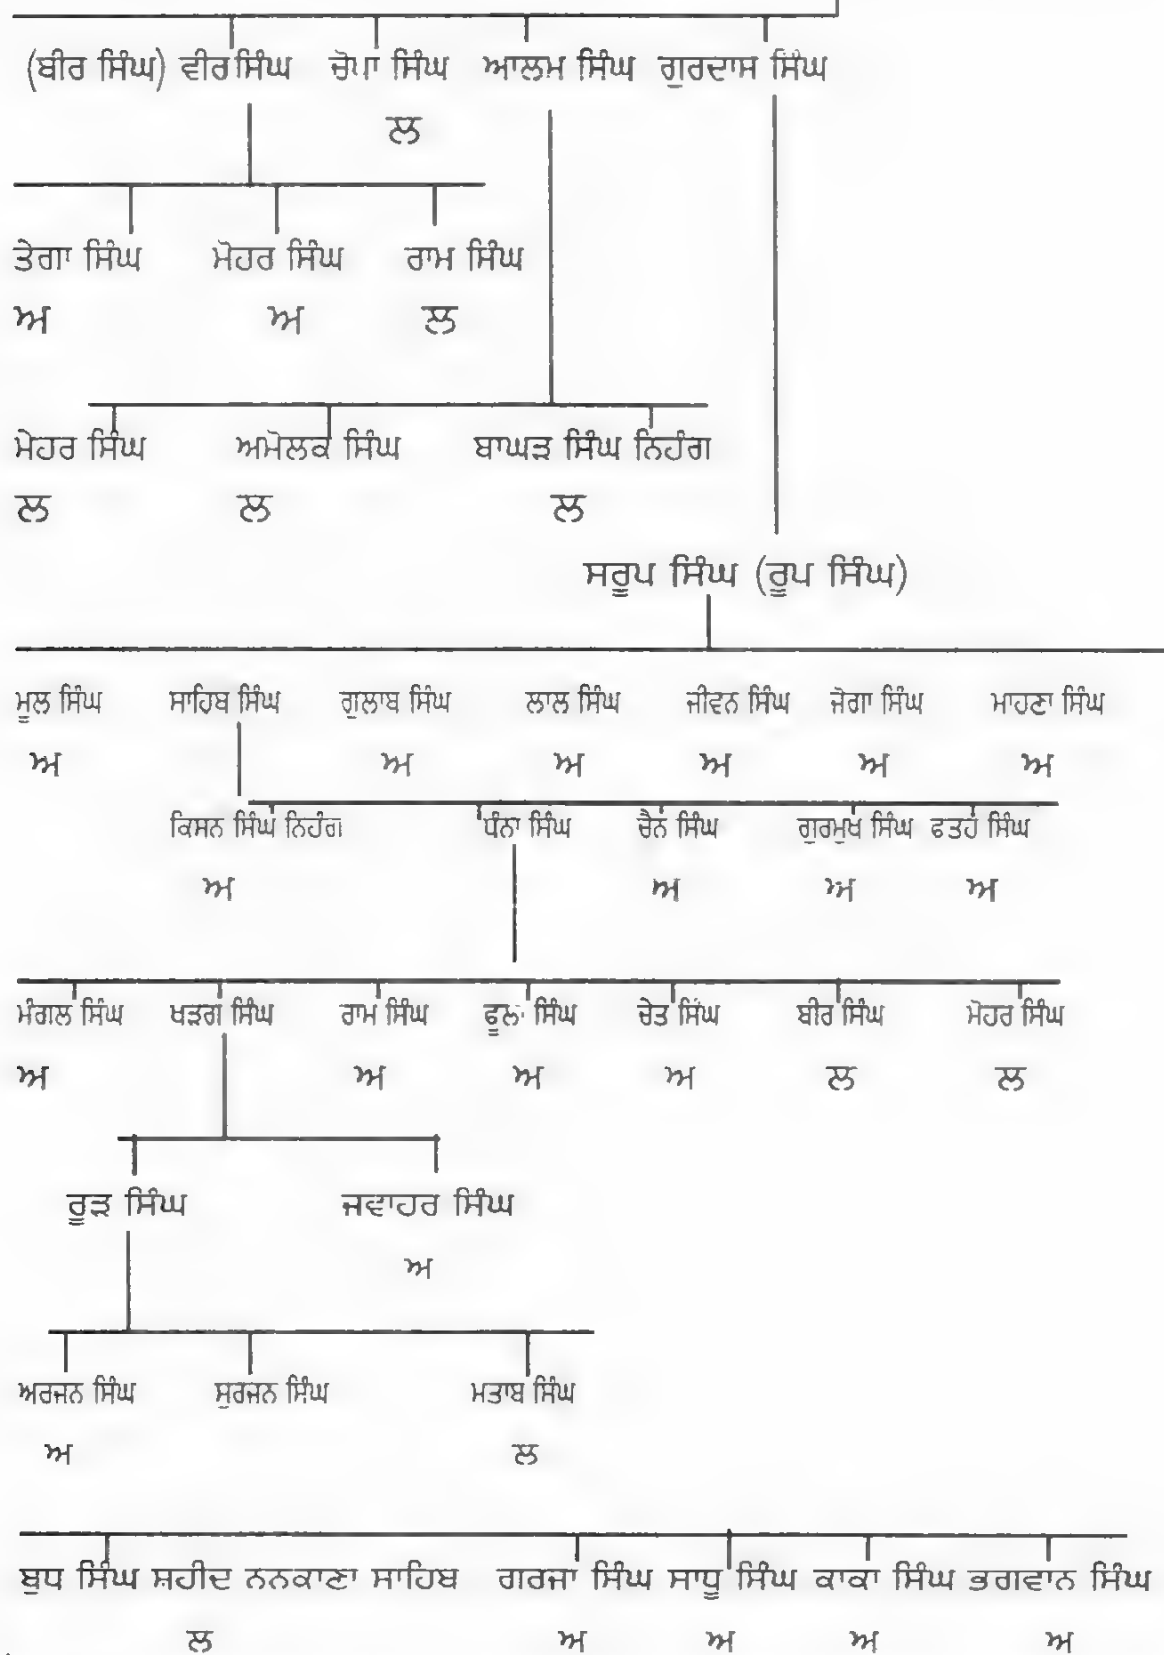 (ਬੀਰ ਸਿੰਘ) ਵੀਰ ਸਿੰਘ ਚੋਪਾ ਸਿੰਘ ਆਲਮ ਸਿੰਘ ਗੁਰਦਾਸ ਸਿੰਘ
ਲ
ਤੇਗਾ ਸਿੰਘ ਮੋਹਰ ਸਿੰਘ ਰਾਮ ਸਿੰਘ
ਅ ਅ ਲ
ਮੇਹਰ ਸਿੰਘ ਅਮੋਲਕ ਸਿੰਘ ਬਾਘੜ ਸਿੰਘ ਨਿਹੰਗ
ਲ ਲ ਲ
ਸਰੂਪ ਸਿੰਘ (ਰੂਪ ਸਿੰਘ)
ਮੂਲ ਸਿੰਘ ਸਾਹਿਬ ਸਿੰਘ ਗੁਲਾਬ ਸਿੰਘ ਲਾਲ ਸਿੰਘ ਜੀਵਨ ਸਿੰਘ ਜੋਗਾ ਸਿੰਘ ਮਾਹਣਾ ਸਿੰਘ
ਅ ਅ ਅ ਅ ਅ ਅ
ਕਿਸਨ ਸਿੰਘ ਨਿਹੰਗ ਧੰਨਾ ਸਿੰਘ ਚੈਨ ਸਿੰਘ ਗੁਰਮੁਖ ਸਿੰਘ ਫਤਹ ਸਿੰਘ
ਅ ਅ ਅ ਅ
ਮੰਗਲ ਸਿੰਘ ਖੜਗ ਸਿੰਘ ਰਾਮ ਸਿੰਘ ਫੂਲਾ ਸਿੰਘ ਚੇਤ ਸਿੰਘ ਬੀਰ ਸਿੰਘ ਮੋਹਰ ਸਿੰਘ
ਅ ਅ ਅ ਅ ਲ ਲ
ਰੂੜ ਸਿੰਘ ਜਵਾਹਰ ਸਿੰਘ
ਅ
ਅਰਜਨ ਸਿੰਘ ਸੁਰਜਨ ਸਿੰਘ ਮਤਾਬ ਸਿੰਘ
ਅ ਲ
ਬੁਧ ਸਿੰਘ ਸ਼ਹੀਦ ਨਨਕਾਣਾ ਸਾਹਿਬ ਗਰਜਾ ਸਿੰਘ ਸਾਧੂ ਸਿੰਘ ਕਾਕਾ ਸਿੰਘ ਭਗਵਾਨ ਸਿੰਘ
ਲ ਅ ਅ ਅ ਅ